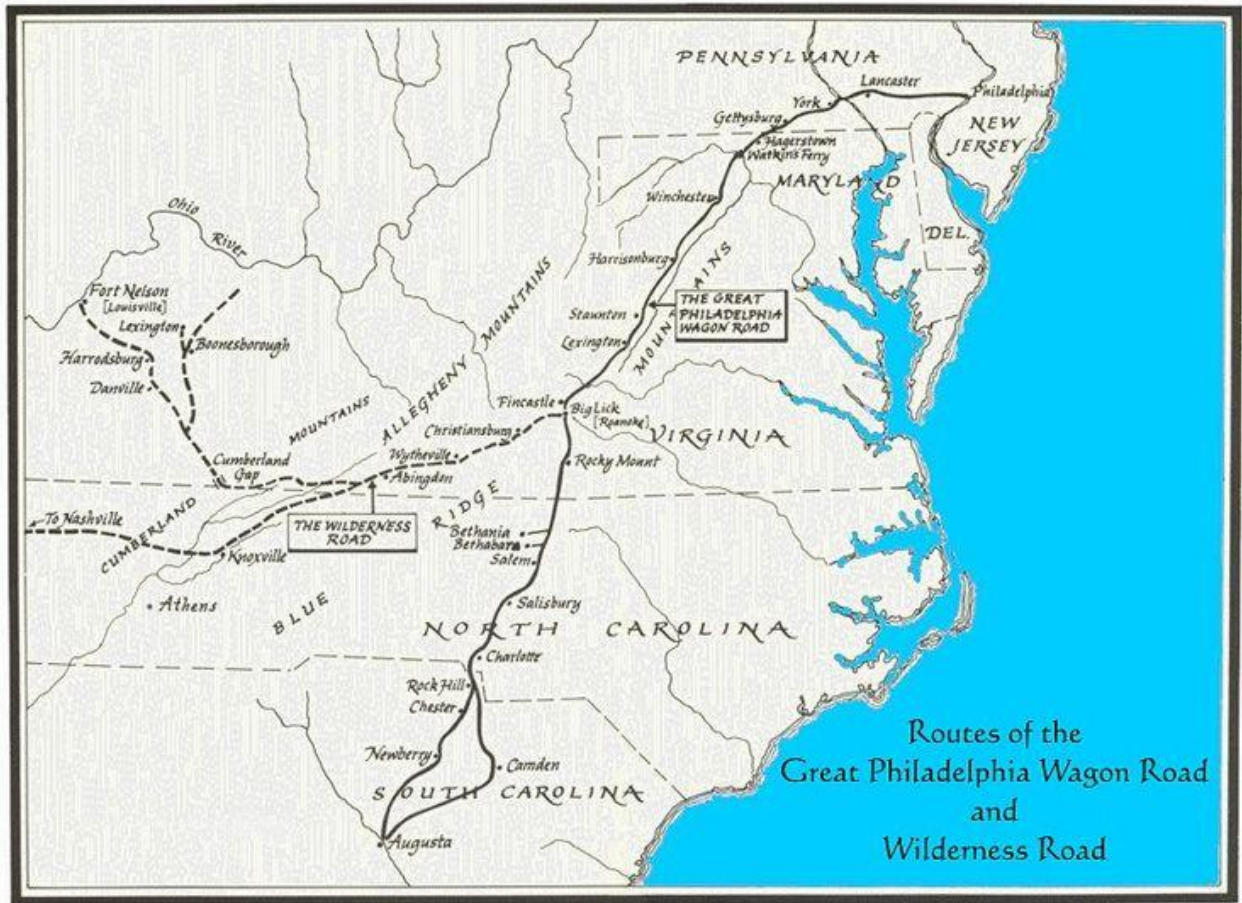 PENNSYLVANIA
Lancaster
Philadelphia
York
Gettysburg
NEW
JERSEY
Hagerstown
Watkin's Ferry
MARYLAND
Winchester
DEL.
Ohio
River
Harrisonburg
Fort Nelson
[Louisville]
Lexington
Boonesborough
Harrodsburg
Danville
THE GREAT
PHILADELPHIA
WAGON ROAD
Staunton
Lexington
MOUNTAINS
ALLEGHENY MOUNTAINS
MOUNTAINS
Fincastle
Big Lick
[Roanoke]
Christiansburg
VIRGINIA
Wytheville
Abingdon
Rocky Mount
Cumberland
Gap
To Nashville
CUMBERLAND
THE WILDERNESS
ROAD
RIDGE
Bethania
Bethabara
Salem
Knoxville
Athens
BLUE
Salisbury
NORTH CAROLINA
Charlotte
Rock Hill
Chester
Newberry
Camden
SOUTH CAROLINA
Augusta
Routes of the
Great Philadelphia Wagon Road
and
Wilderness Road